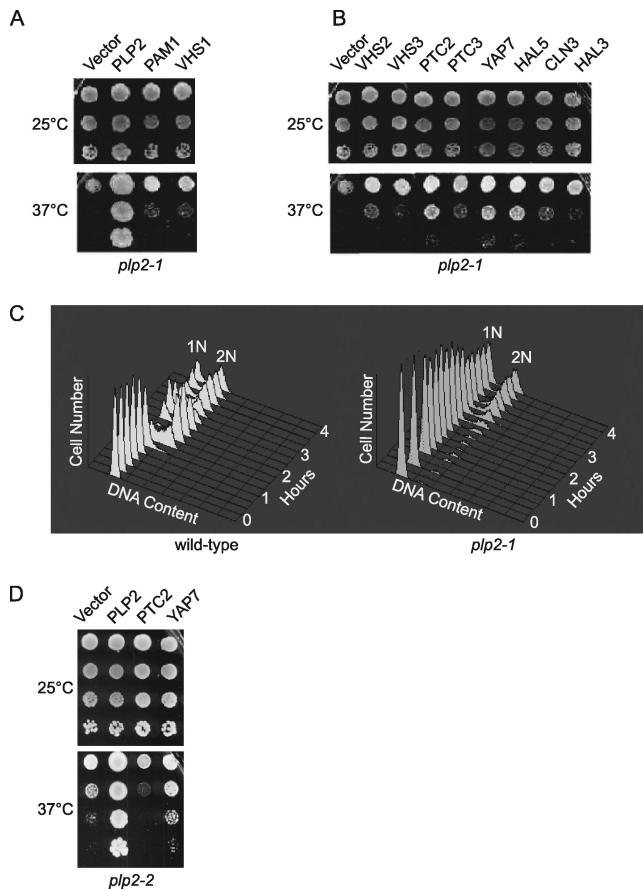 A
Vector PLP2 PAM1 VHS1
25°C
37°C
plp2-1
B
Vector VHS2 VHS3 PTC2 PTC3 YAP7 HAL5 CLN3 HAL3
25°C
37°C
plp2-1
C
Cell Number
DNA Content
1N
2N
0 1 2 3 4
Hours
wild-type
Cell Number
DNA Content
1N
2N
0 1 2 3 4
Hours
plp2-1
D
Vector PLP2 PTC2 YAP7
25°C
37°C
plp2-2